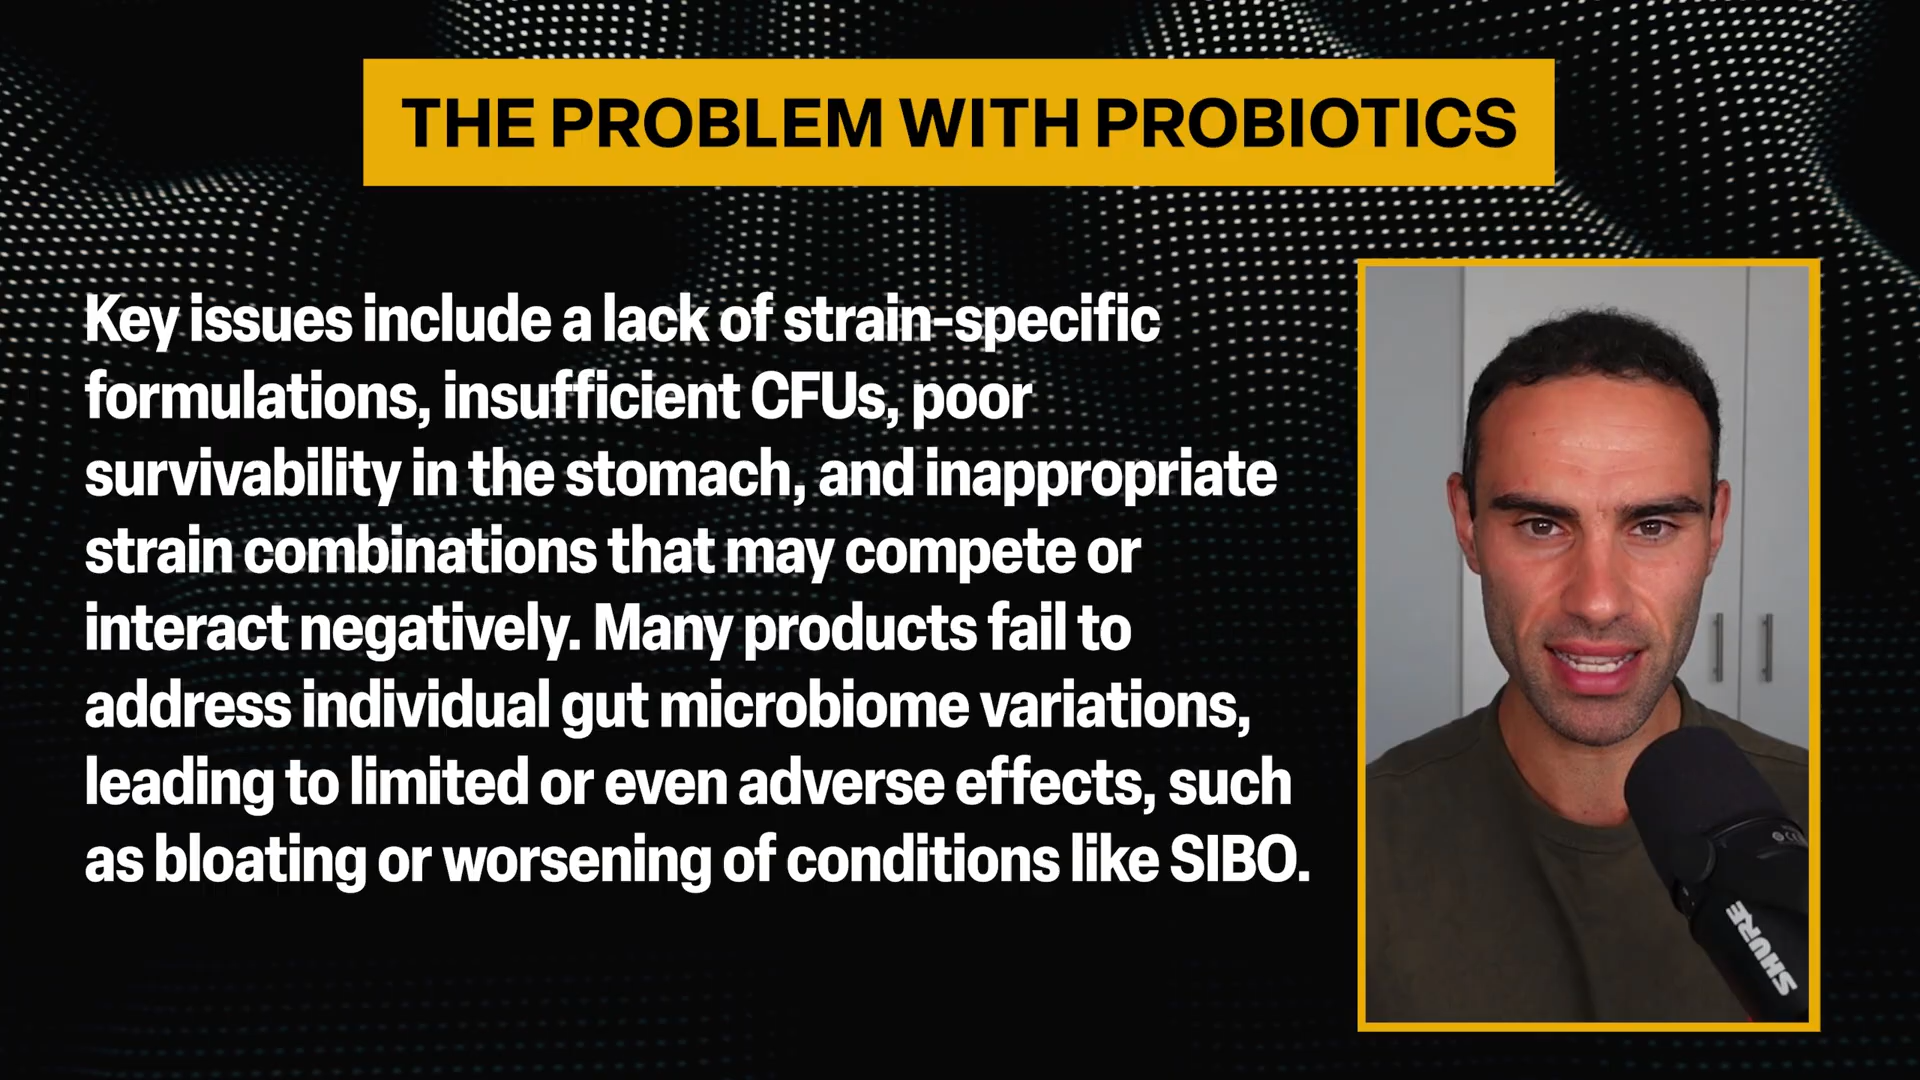 THE PROBLEM WITH PROBIOTICS
Key issues include a lack of strain-specific
formulations, insufficient CFUs, poor
survivability in the stomach, and inappropriate
strain combinations that may compete or
interact negatively. Many products fail to
address individual gut microbiome variations,
leading to limited or even adverse effects, such
as bloating or worsening of conditions like SIBO.
SHURE